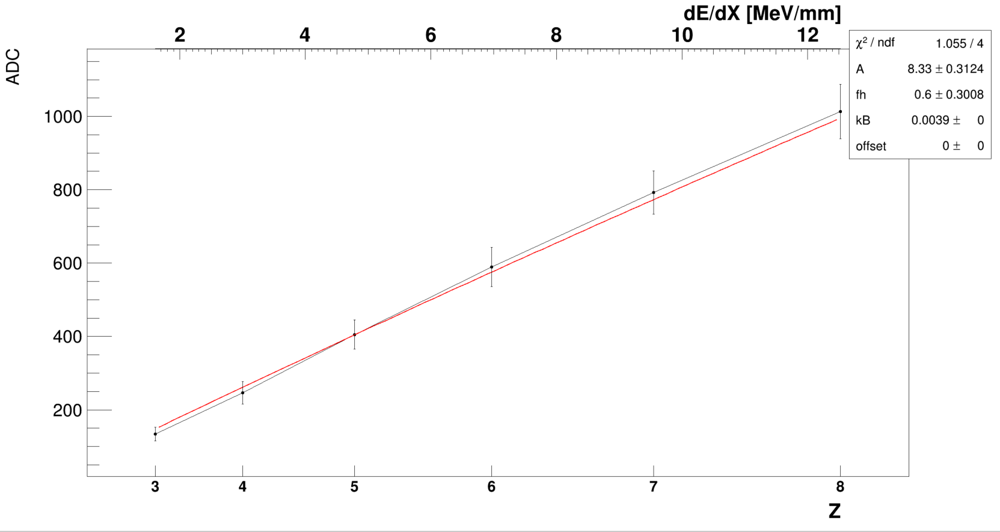 dE/dX [MeV/mm]
2 4 6 8 10 12
ADC
χ² / ndf 1.055 / 4
A 8.33 ± 0.3124
fh 0.6 ± 0.3008
kB 0.0039 ± 0
offset 0 ± 0
1000
800
600
400
200
3 4 5 6 7 8
Z